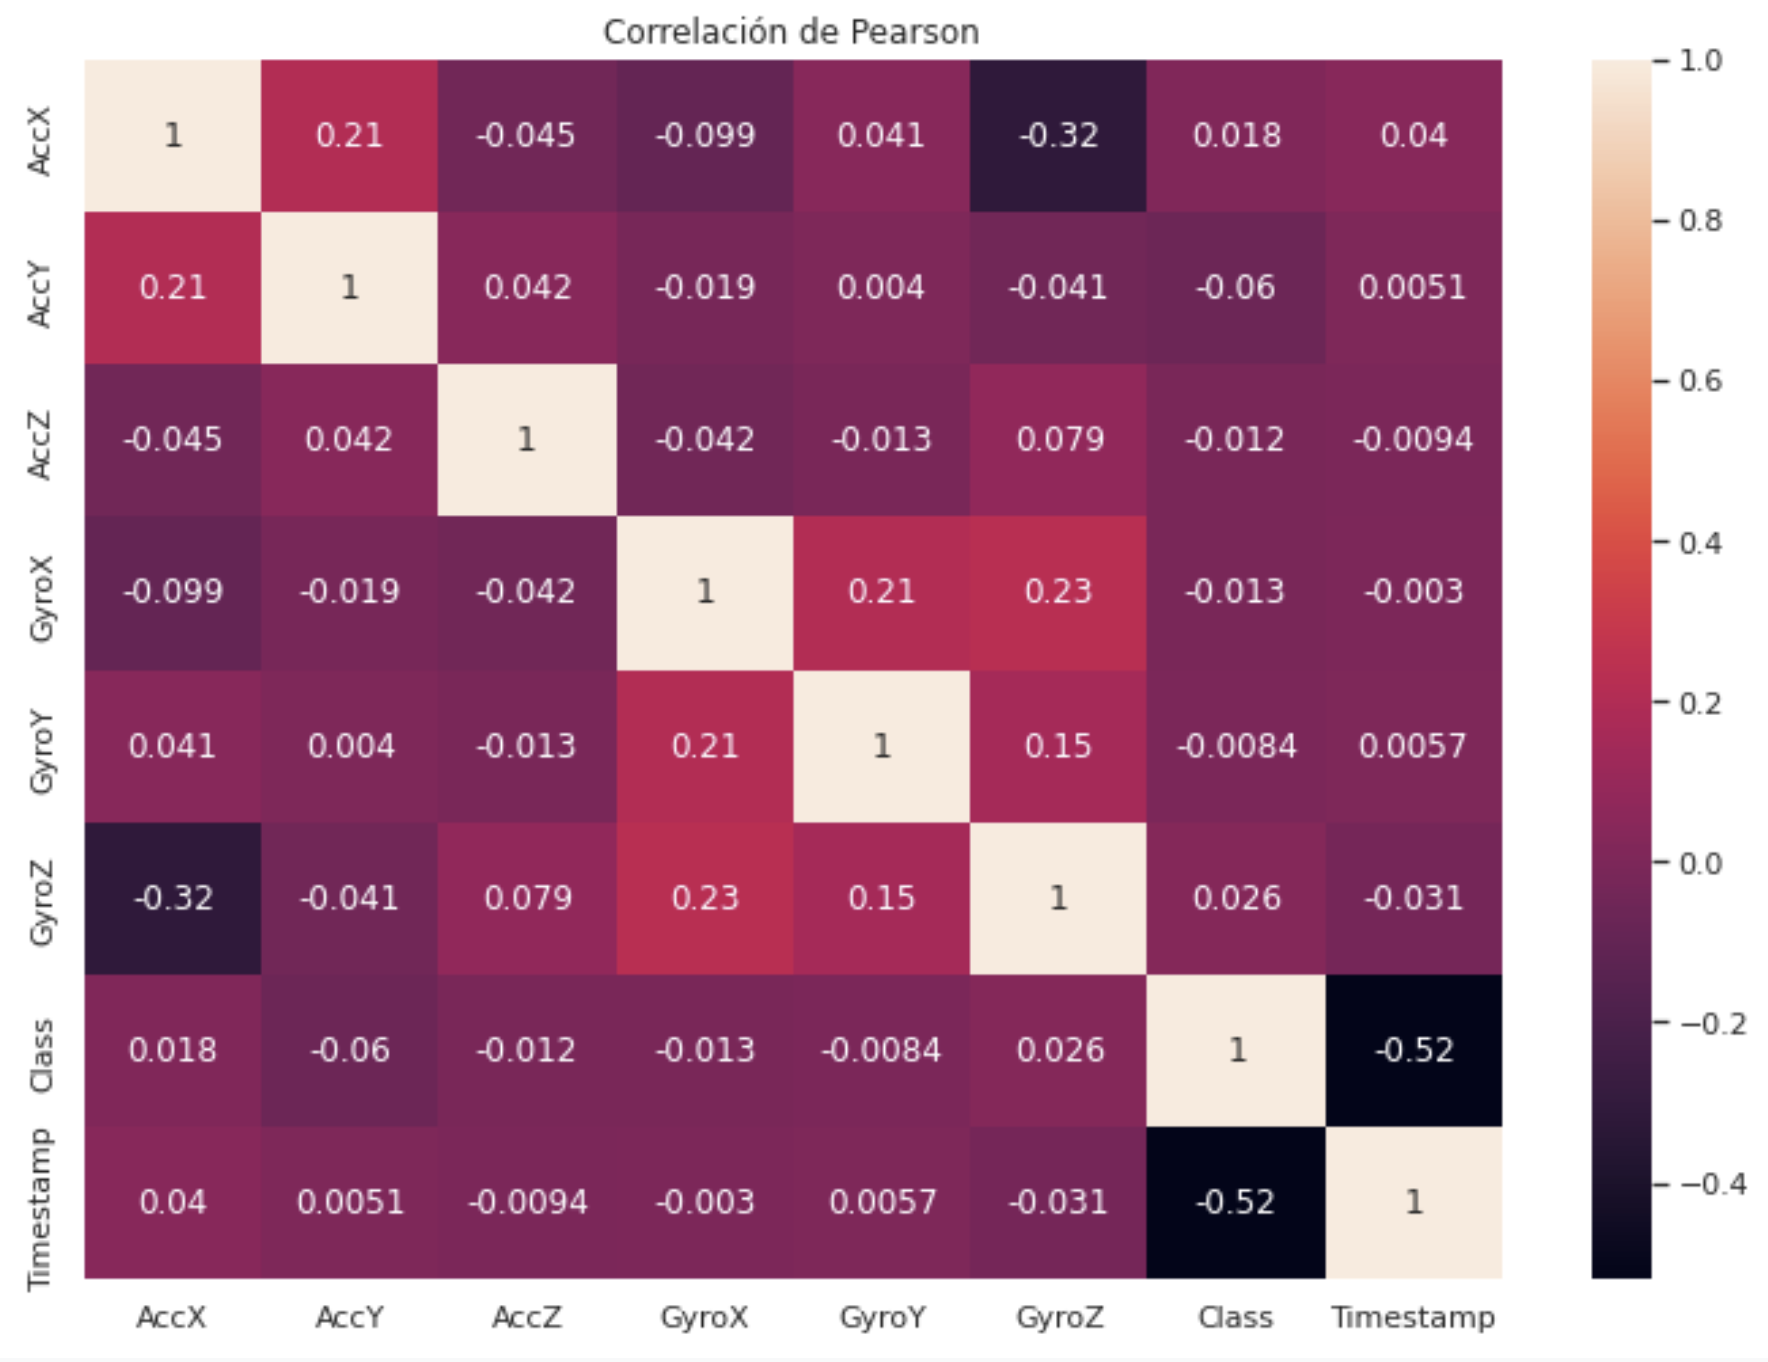 Correlación de Pearson
AccX 1 0.21 -0.045 -0.099 0.041 -0.32 0.018 0.04
AccY 0.21 1 0.042 -0.019 0.004 -0.041 -0.06 0.0051
AccZ -0.045 0.042 1 -0.042 -0.013 0.079 -0.012 -0.0094
GyroX -0.099 -0.019 -0.042 1 0.21 0.23 -0.013 -0.003
GyroY 0.041 0.004 -0.013 0.21 1 0.15 -0.0084 0.0057
GyroZ -0.32 -0.041 0.079 0.23 0.15 1 0.026 -0.031
Class 0.018 -0.06 -0.012 -0.013 -0.0084 0.026 1 -0.52
Timestamp 0.04 0.0051 -0.0094 -0.003 0.0057 -0.031 -0.52 1
AccX AccY AccZ GyroX GyroY GyroZ Class Timestamp
1.0
0.8
0.6
0.4
0.2
0.0
−0.2
−0.4